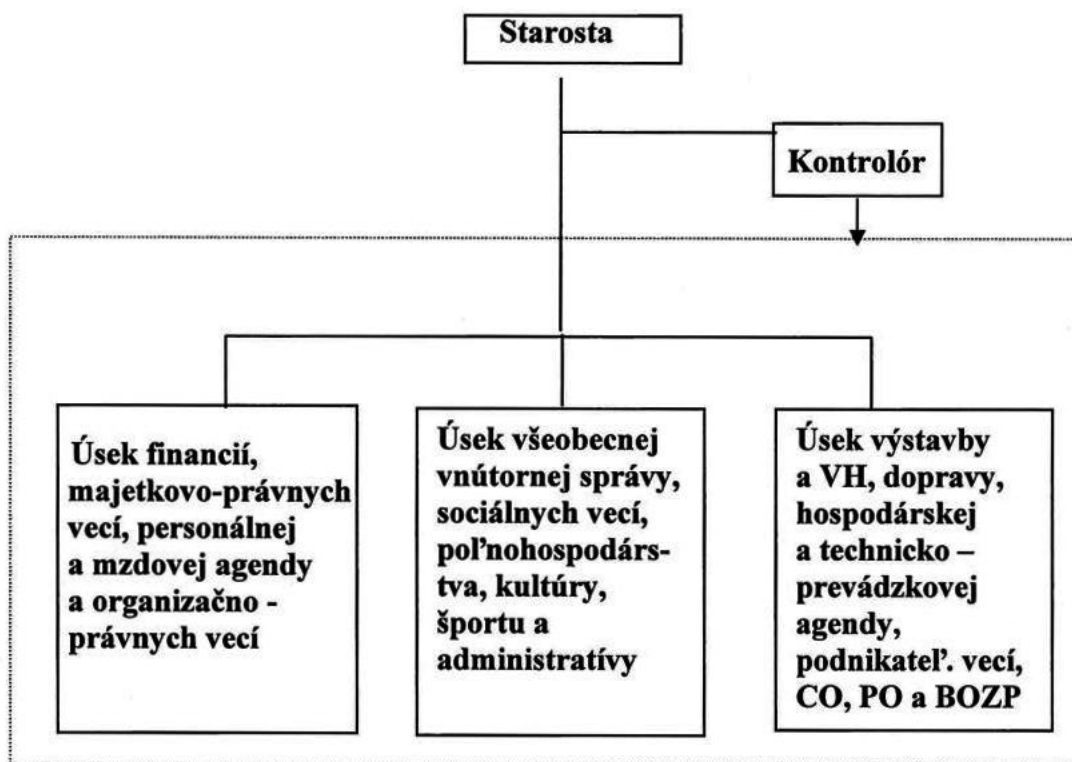 Starosta
Kontrolór
Úsek financií,
majetkovo-právnych
vecí, personálnej
a mzdovej agendy
a organizačno -
právnych vecí
Úsek všeobecnej
vnútornej správy,
sociálnych vecí,
poľnohospodárs-
tva, kultúry,
športu a
administratívy
Úsek výstavby
a VH, dopravy,
hospodárskej
a technicko –
prevádzkovej
agendy,
podnikateľ. vecí,
CO, PO a BOZP